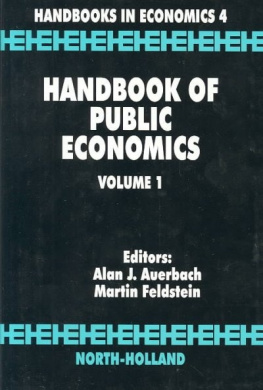 HANDBOOKS IN ECONOMICS 4
HANDBOOK OF
PUBLIC
ECONOMICS
VOLUME 1
Editors:
Alan J. Auerbach
Martin Feldstein
NORTH-HOLLAND